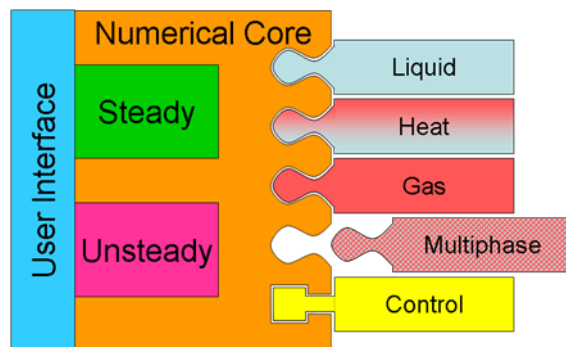 User Interface
Numerical Core
Steady
Unsteady
Liquid
Heat
Gas
Multiphase
Control